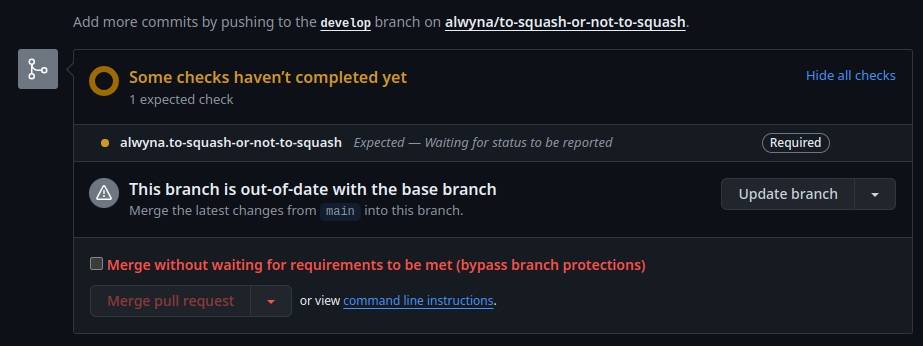 Add more commits by pushing to the develop branch on alwyna/to-squash-or-not-to-squash.
Some checks haven't completed yet
Hide all checks
1 expected check
alwyna.to-squash-or-not-to-squash Expected — Waiting for status to be reported Required
This branch is out-of-date with the base branch
Update branch
Merge the latest changes from main into this branch.
Merge without waiting for requirements to be met (bypass branch protections)
Merge pull request or view command line instructions.